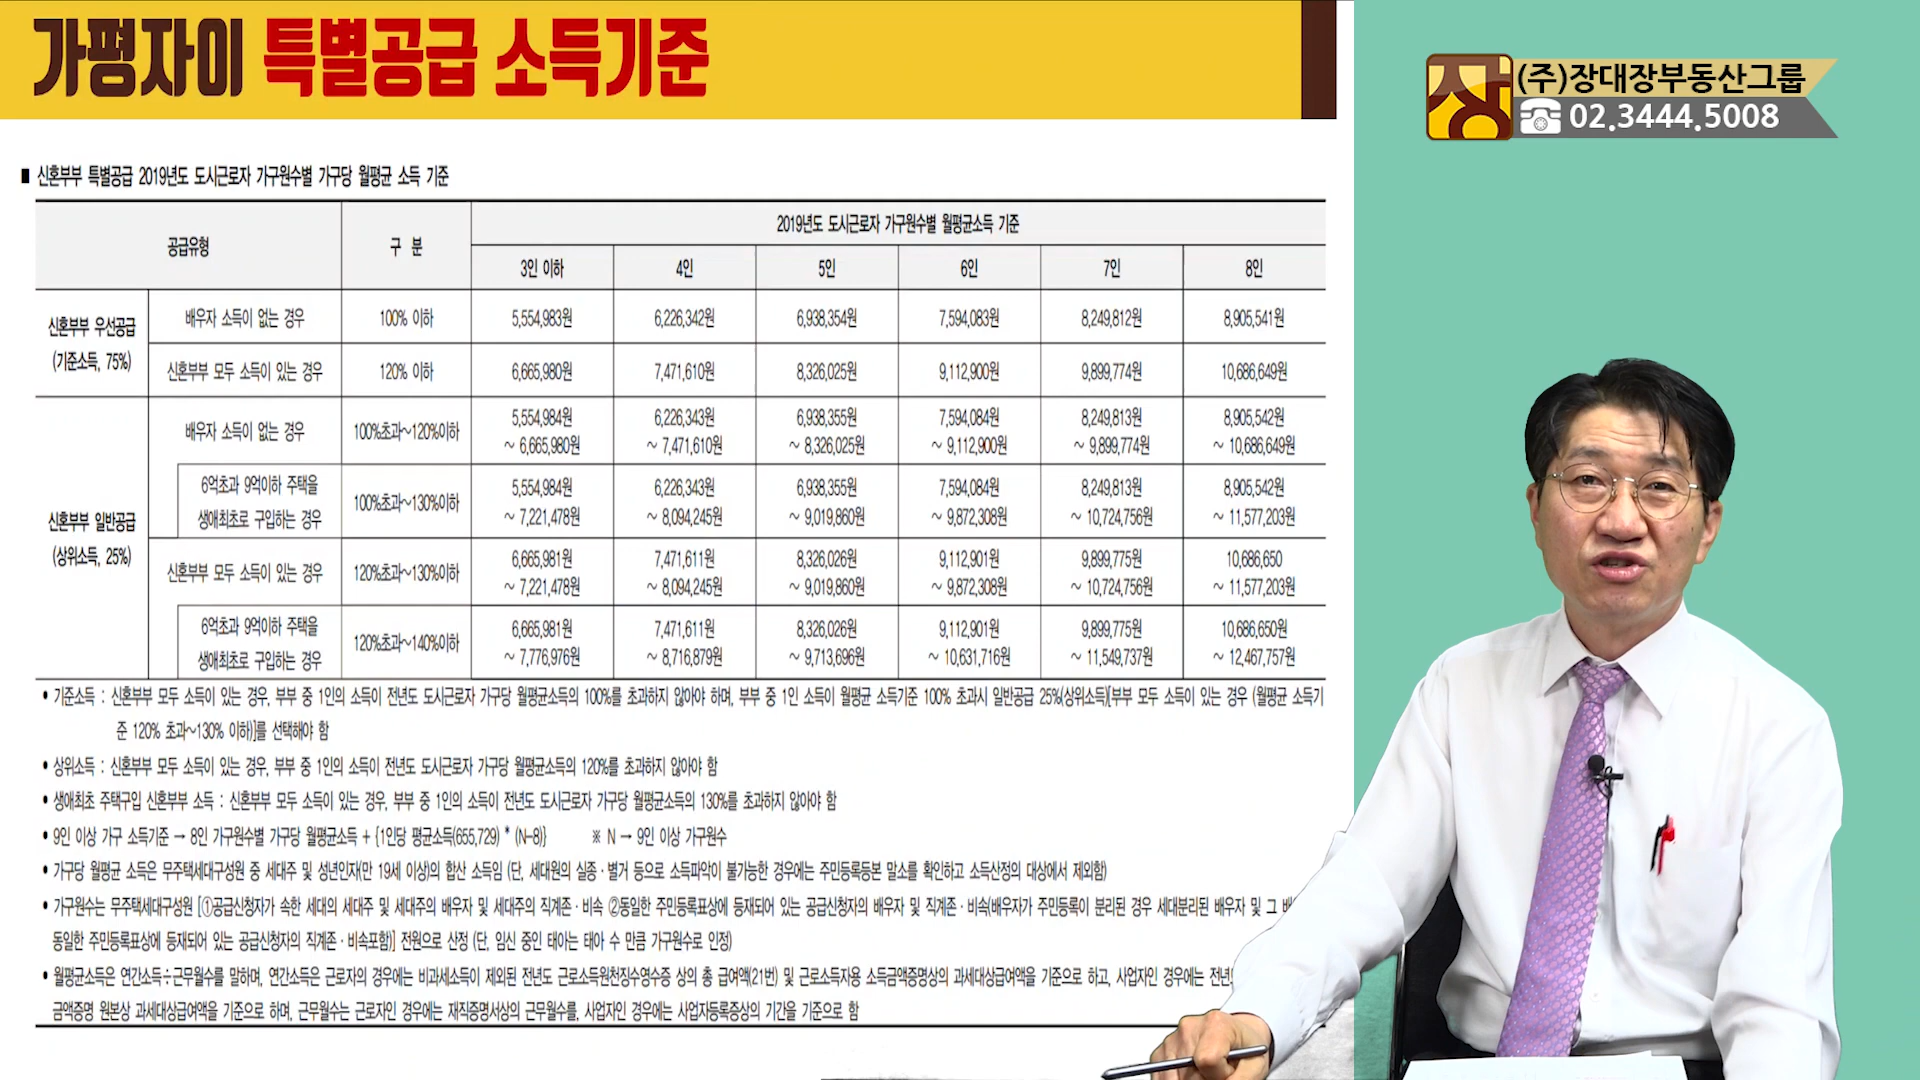 가평자이 특별공급 소득기준
(주)장대장부동산그룹
02.3444.5008
장
■ 신혼부부 특별공급 2019년도 도시근로자 가구원수별 가구당 월평균 소득 기준
공급유형 구 분 2019년도 도시근로자 가구원수별 월평균소득 기준
3인 이하 4인 5인 6인 7인 8인
신혼부부 우선공급 (기준소득, 75%)
배우자 소득이 없는 경우 100% 이하 5,554,983원 6,226,342원 6,938,354원 7,594,083원 8,249,812원 8,905,541원
신혼부부 모두 소득이 있는 경우 120% 이하 6,665,980원 7,471,610원 8,326,025원 9,112,900원 9,899,774원 10,686,649원
신혼부부 일반공급 (상위소득, 25%)
배우자 소득이 없는 경우 100%초과~120%이하 5,554,984원 6,226,343원 6,938,355원 7,594,084원 8,249,813원 8,905,542원
~ 6,665,980원 ~ 7,471,610원 ~ 8,326,025원 ~ 9,112,900원 ~ 9,899,774원 ~ 10,686,649원
6억초과 9억이하 주택을 생애최초로 구입하는 경우 100%초과~130%이하 5,554,984원 6,226,343원 6,938,355원 7,594,084원 8,249,813원 8,905,542원
~ 7,221,478원 ~ 8,094,245원 ~ 9,019,860원 ~ 9,872,308원 ~ 10,724,756원 ~ 11,577,203원
신혼부부 모두 소득이 있는 경우 120%초과~130%이하 6,665,981원 7,471,611원 8,326,026원 9,112,901원 9,899,775원 10,686,650
~ 7,221,478원 ~ 8,094,245원 ~ 9,019,860원 ~ 9,872,308원 ~ 10,724,756원 ~ 11,577,203원
6억초과 9억이하 주택을 생애최초로 구입하는 경우 120%초과~140%이하 6,665,981원 7,471,611원 8,326,026원 9,112,901원 9,899,775원 10,686,650원
~ 7,776,976원 ~ 8,716,879원 ~ 9,713,696원 ~ 10,631,716원 ~ 11,549,737원 ~ 12,467,757원
• 기준소득 : 신혼부부 모두 소득이 있는 경우, 부부 중 1인의 소득이 전년도 도시근로자 가구당 월평균소득의 100%를 초과하지 않아야 하며, 부부 중 1인 소득이 월평균 소득기준 100% 초과시 일반공급 25%(상위소득)[부부 모두 소득이 있는 경우 (월평균 소득기
준 120% 초과~130% 이하)]를 선택해야 함
• 상위소득 : 신혼부부 모두 소득이 있는 경우, 부부 중 1인의 소득이 전년도 도시근로자 가구당 월평균소득의 120%를 초과하지 않아야 함
• 생애최초 주택구입 신혼부부 소득 : 신혼부부 모두 소득이 있는 경우, 부부 중 1인의 소득이 전년도 도시근로자 가구당 월평균소득의 130%를 초과하지 않아야 함
• 9인 이상 가구 소득기준 → 8인 가구원수별 가구당 월평균소득 + {1인당 평균소득(655,729) * (N-8)} ※ N → 9인 이상 가구원수
• 가구당 월평균 소득은 무주택세대구성원 중 세대주 및 성년인자(만 19세 이상)의 합산 소득임 (단, 세대원의 실종·별거 등으로 소득파악이 불가능한 경우에는 주민등록등본 말소를 확인하고 소득산정의 대상에서 제외함)
• 가구원수는 무주택세대구성원 [①공급신청자가 속한 세대의 세대주 및 세대주의 배우자 및 세대주의 직계존·비속 ②동일한 주민등록표상에 등재되어 있는 공급신청자의 배우자 및 직계존·비속(배우자가 주민등록이 분리된 경우 세대분리된 배우자 및 그
동일한 주민등록표상에 등재되어 있는 공급신청자의 직계존·비속포함)] 전원으로 산정 (단, 임신 중인 태아는 태아 수 만큼 가구원수로 인정)
• 월평균소득은 연간소득÷근무월수를 말하며, 연간소득은 근로자의 경우에는 비과세소득이 제외된 전년도 근로소득원천징수영수증 상의 총 급여액(21번) 및 근로소득자용 소득금액증명상의 과세대상급여액을 기준으로 하고, 사업자인 경우에는
금액증명 원본상 과세대상급여액을 기준으로 하며, 근무월수는 근로자인 경우에는 재직증명서상의 근무월수를, 사업자인 경우에는 사업자등록증상의 기간을 기준으로 함